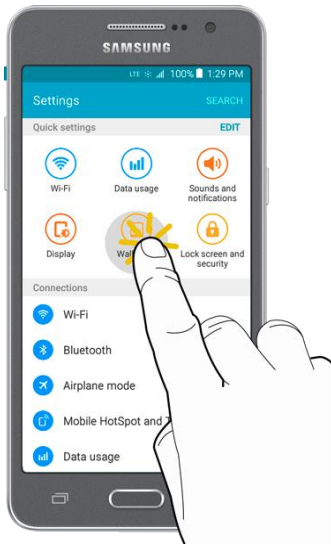 SAMSUNG
LTE 100% 1:29 PM
Settings SEARCH
Quick settings EDIT
Wi-Fi Data usage Sounds and
notifications
Display Lock screen and
security
Connections
Wi-Fi
Bluetooth
Airplane mode
Mobile HotSpot and
Data usage